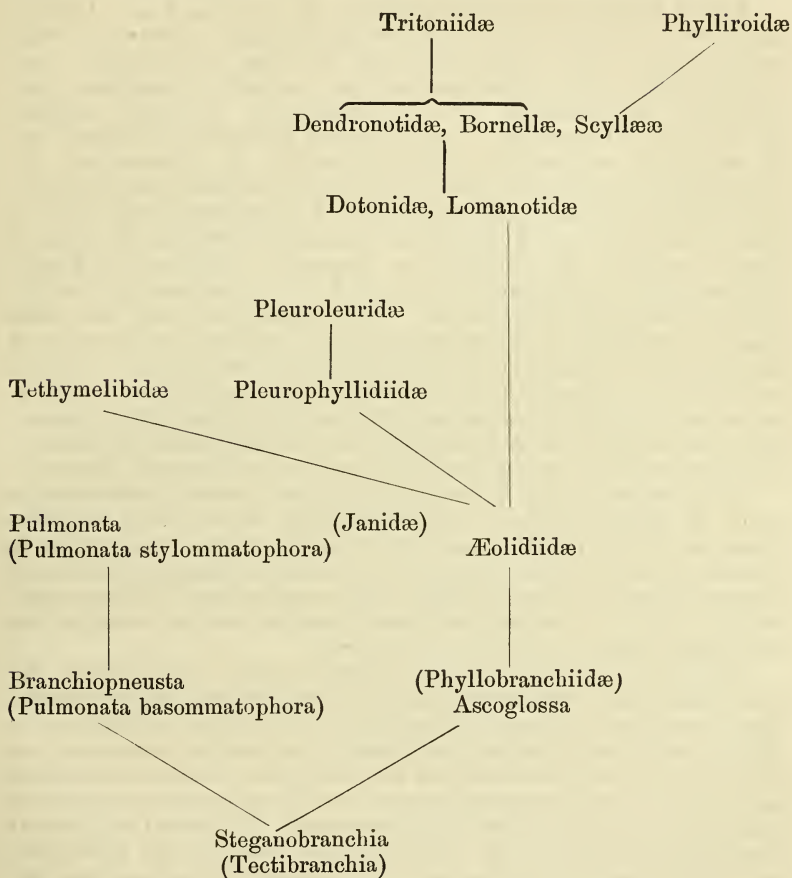 Tritoniidæ Phylliroidæ
Dendronotidæ, Bornellæ, Scyllææ
Dotonidæ, Lomanotidæ
Pleuroleuridæ
Tethymelibidæ Pleurophyllidiidæ
Pulmonata (Janidæ)
(Pulmonata stylommatophora) Æolidiidæ
Branchiopneusta (Phyllobranchiidæ)
(Pulmonata basommatophora) Ascoglossa
Steganobranchia
(Tectibranchia)